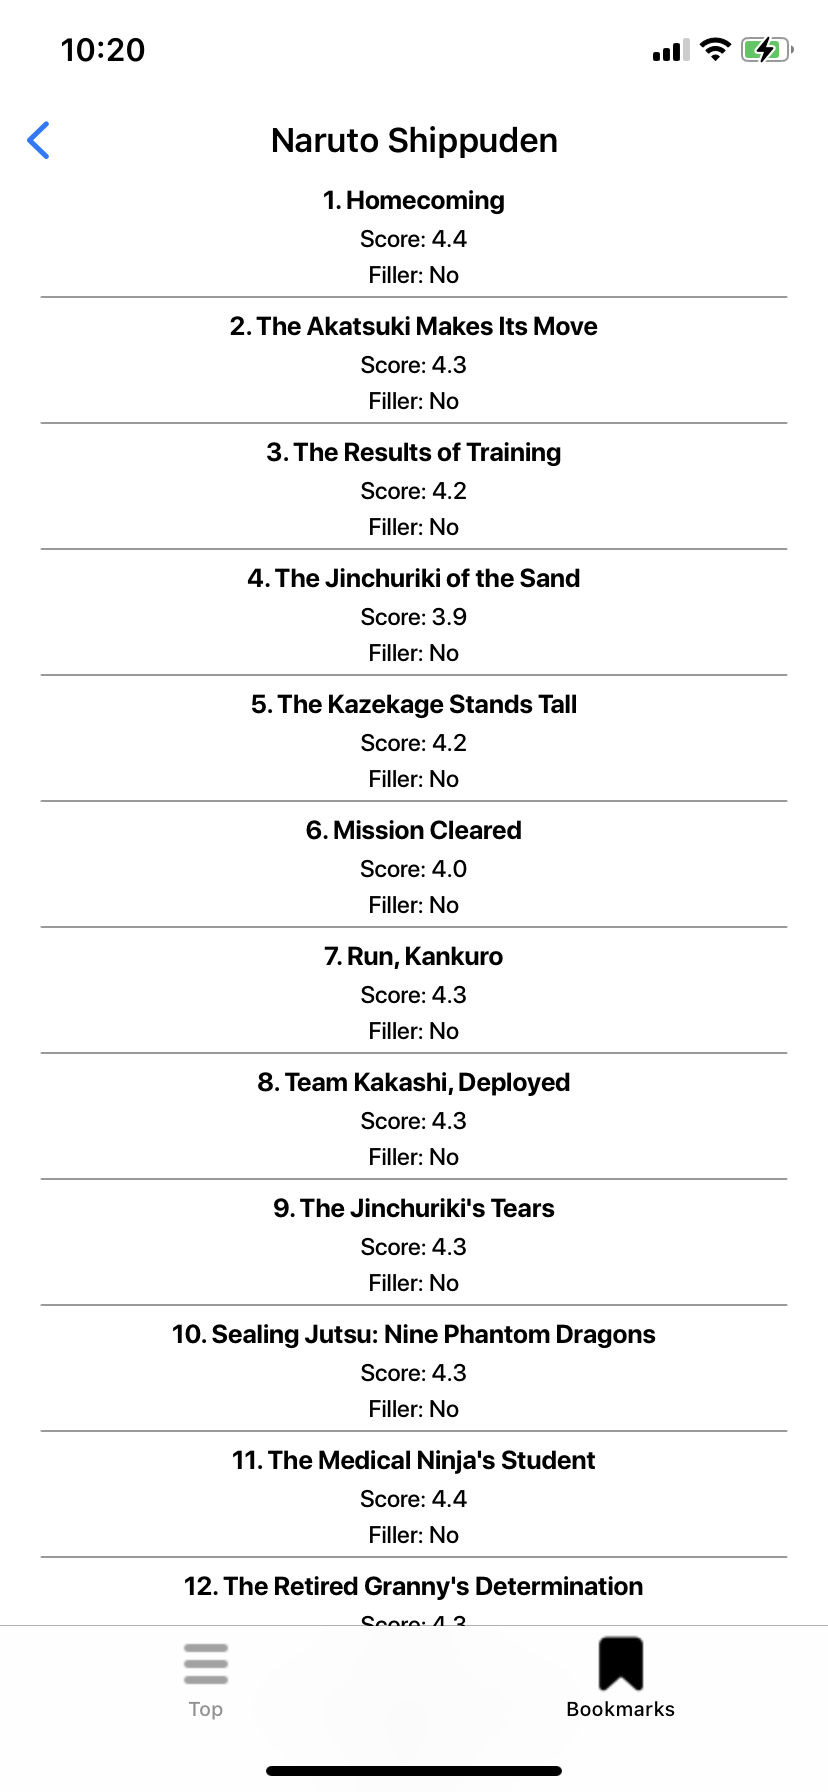 10:20
Naruto Shippuden
1. Homecoming
Score: 4.4
Filler: No
2. The Akatsuki Makes Its Move
Score: 4.3
Filler: No
3. The Results of Training
Score: 4.2
Filler: No
4. The Jinchuriki of the Sand
Score: 3.9
Filler: No
5. The Kazekage Stands Tall
Score: 4.2
Filler: No
6. Mission Cleared
Score: 4.0
Filler: No
7. Run, Kankuro
Score: 4.3
Filler: No
8. Team Kakashi, Deployed
Score: 4.3
Filler: No
9. The Jinchuriki's Tears
Score: 4.3
Filler: No
10. Sealing Jutsu: Nine Phantom Dragons
Score: 4.3
Filler: No
11. The Medical Ninja's Student
Score: 4.4
Filler: No
12. The Retired Granny's Determination
Score: 4.3
Top
Bookmarks